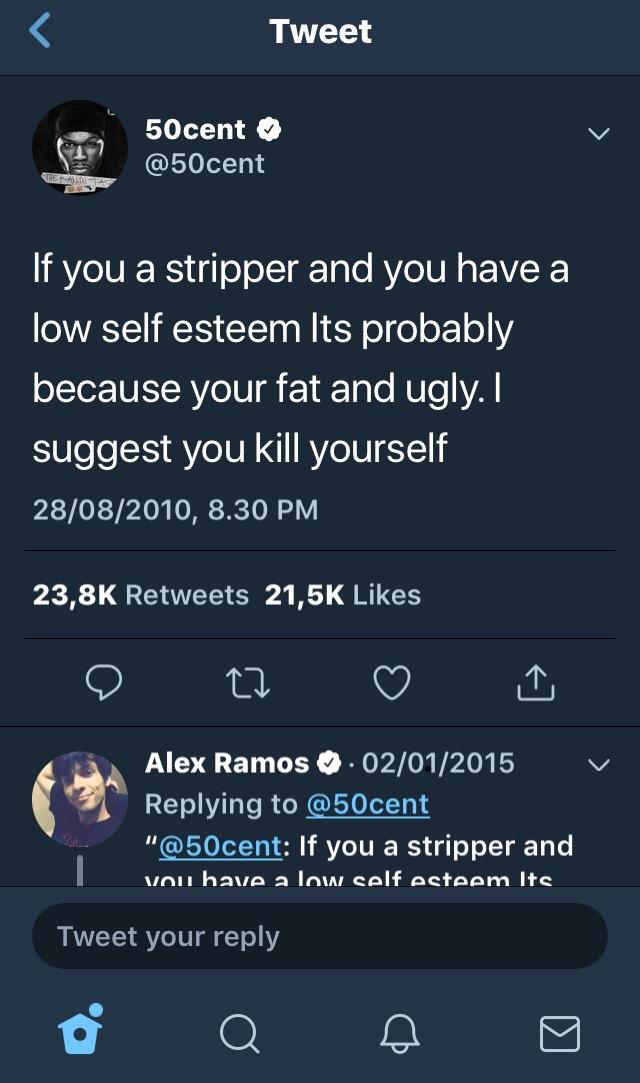 Tweet
50cent
@50cent
If you a stripper and you have a
low self esteem Its probably
because your fat and ugly. I
suggest you kill yourself
28/08/2010, 8.30 PM
23,8K Retweets 21,5K Likes
Alex Ramos · 02/01/2015
Replying to @50cent
“@50cent: If you a stripper and
you have a low self esteem Its
Tweet your reply